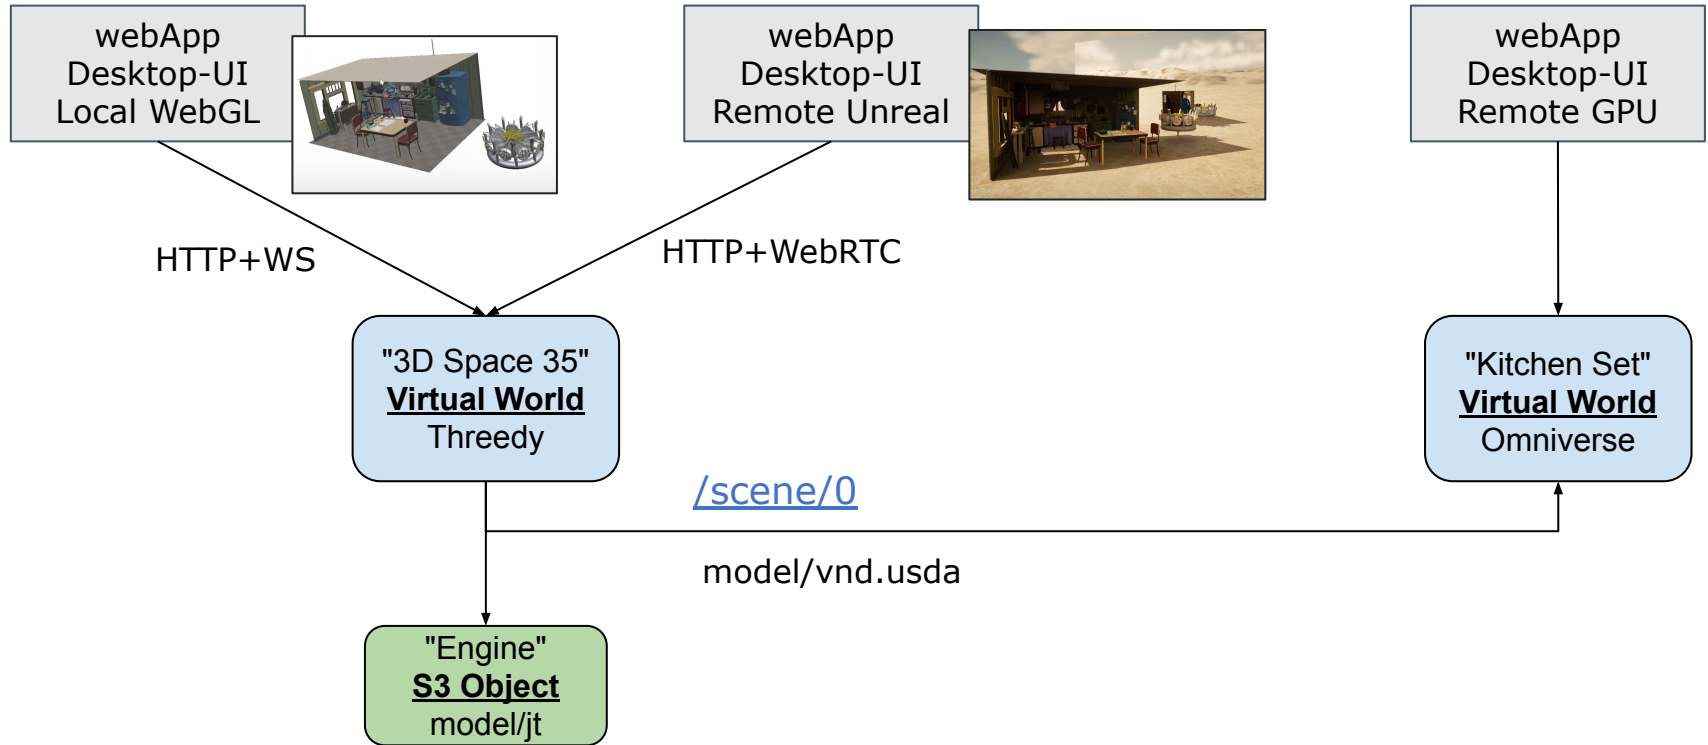 webApp
Desktop-UI
Local WebGL
webApp
Desktop-UI
Remote Unreal
webApp
Desktop-UI
Remote GPU
HTTP+WS
HTTP+WebRTC
"3D Space 35"
Virtual World
Threedy
"Kitchen Set"
Virtual World
Omniverse
/scene/0
model/vnd.usda
"Engine"
S3 Object
model/jt